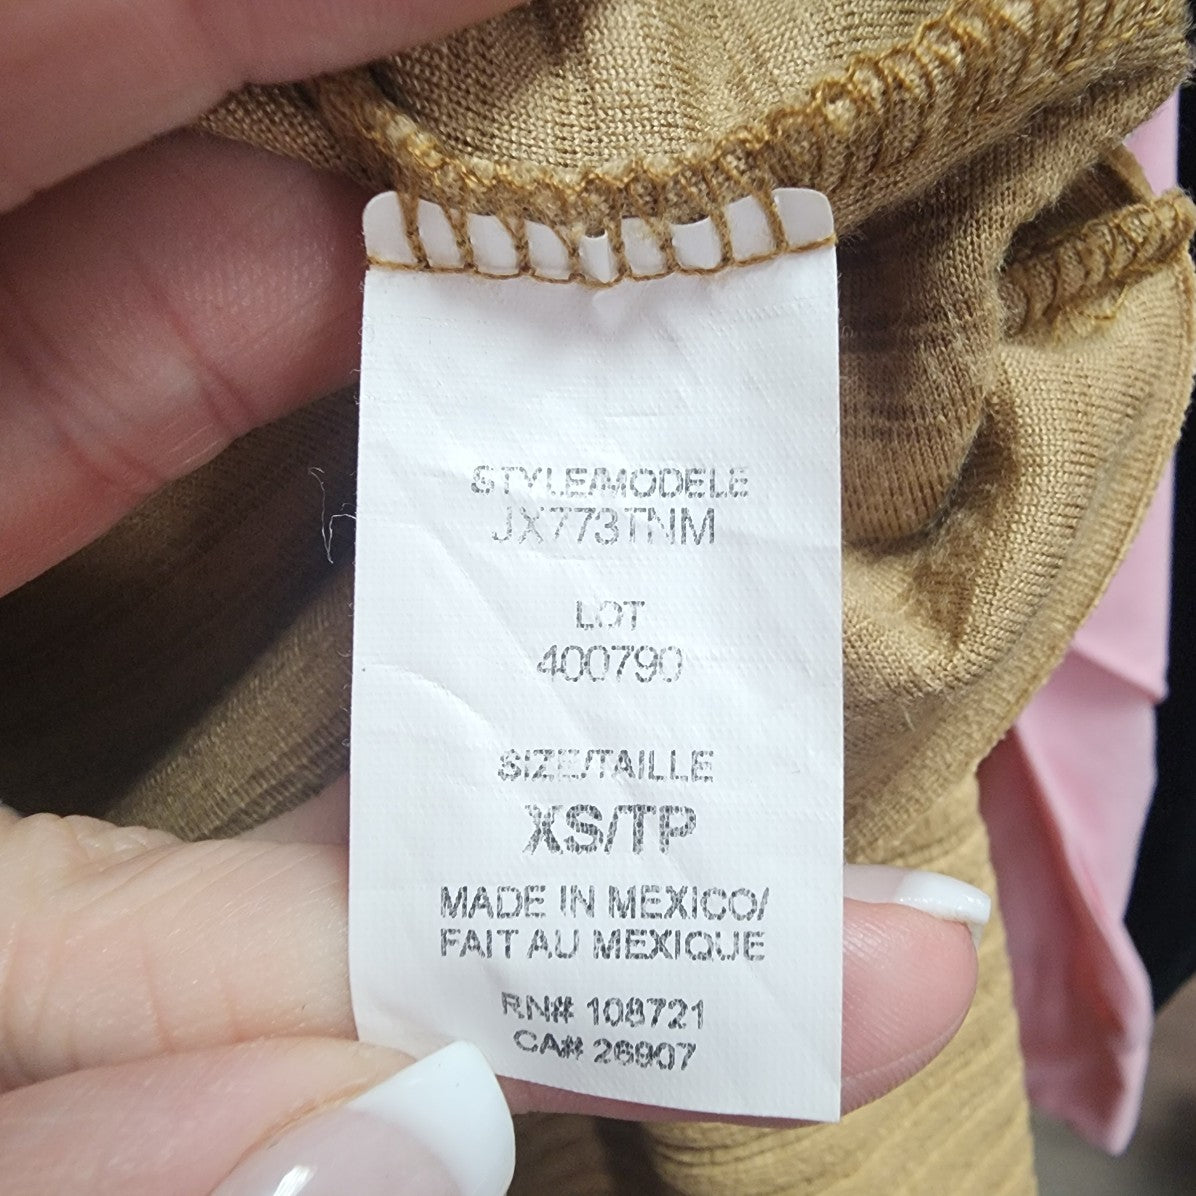 STYLE/MODELE
JX773TNM
LOT
400790
SIZE/TAILLE
XS/TP
MADE IN MEXICO/
FAIT AU MEXIQUE
RN# 108721
CA# 26907